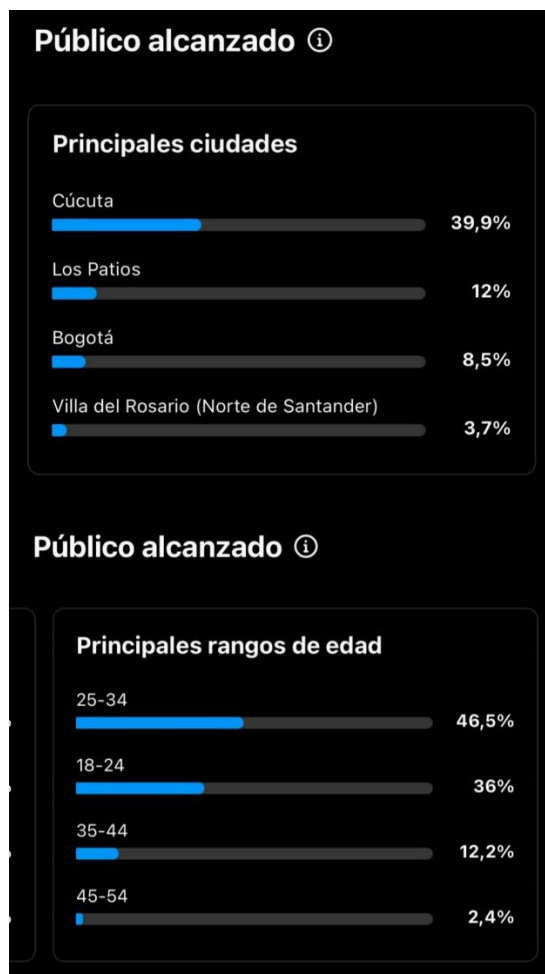 Público alcanzado
Principales ciudades
Cúcuta
39,9%
Los Patios
12%
Bogotá
8,5%
Villa del Rosario (Norte de Santander)
3,7%
Público alcanzado
Principales rangos de edad
25-34
46,5%
18-24
36%
35-44
12,2%
45-54
2,4%